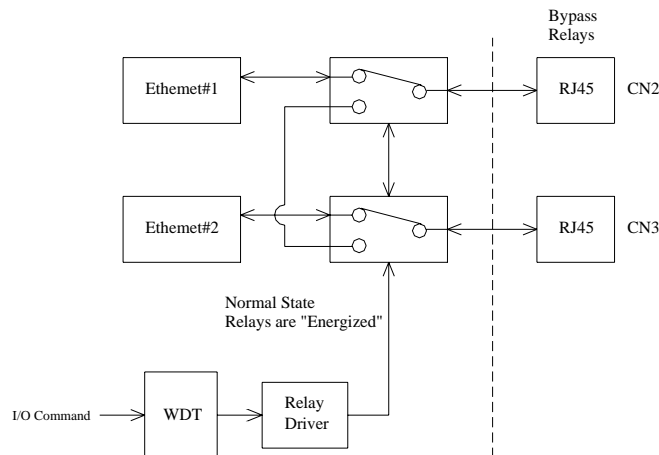 Bypass
Relays
Ethemet#1
RJ45
CN2
Ethemet#2
RJ45
CN3
Normal State
Relays are "Energized"
I/O Command
WDT
Relay
Driver